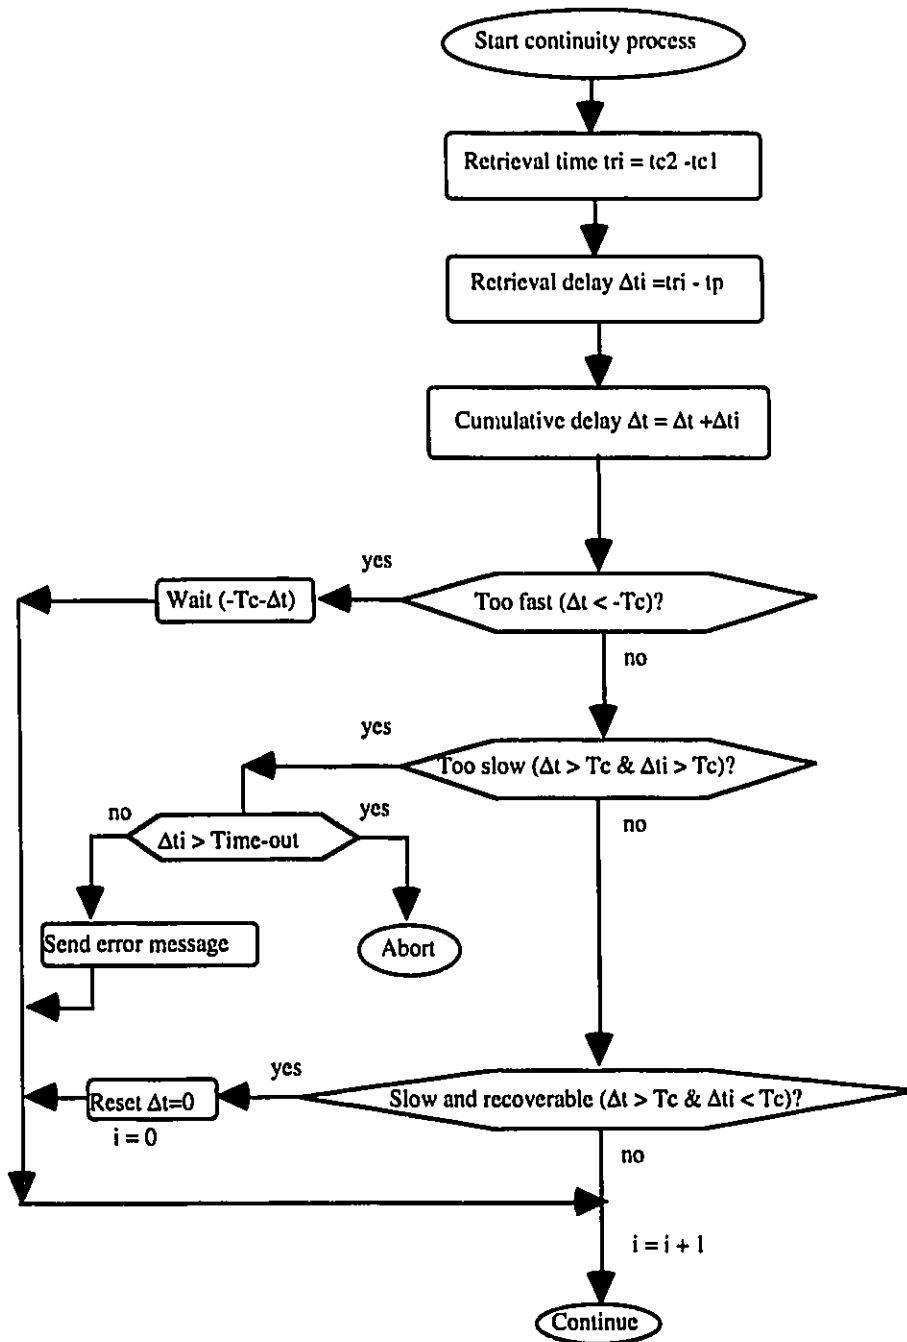 Start continuity process
Retrieval time tri = tc2 -tc1
Retrieval delay Δti =tri - tp
Cumulative delay Δt = Δt +Δti
yes
Wait (-Tc-Δt)
Too fast (Δt < -Tc)?
no
yes
Too slow (Δt > Tc & Δti > Tc)?
no
yes
no
Δti > Time-out
Send error message
Abort
yes
Reset Δt=0
Slow and recoverable (Δt > Tc & Δti < Tc)?
i = 0
no
i = i + 1
Continue